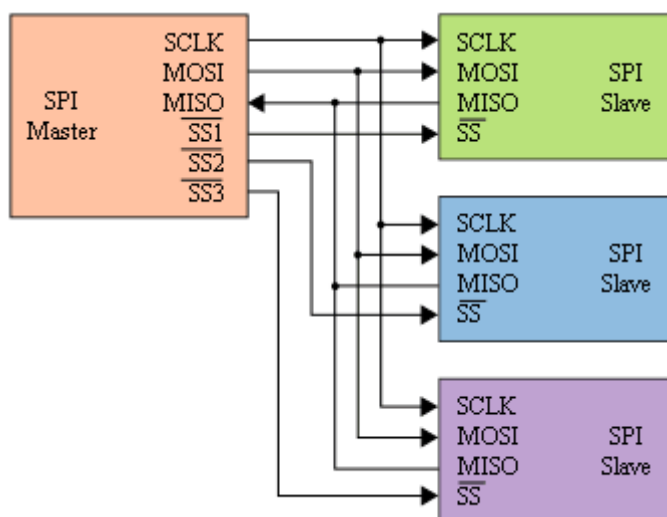 SCLK
MOSI
MISO
SS1
SS2
SS3
SPI
Master
SCLK
MOSI
MISO
SS
SPI
Slave
SCLK
MOSI
MISO
SS
SPI
Slave
SCLK
MOSI
MISO
SS
SPI
Slave